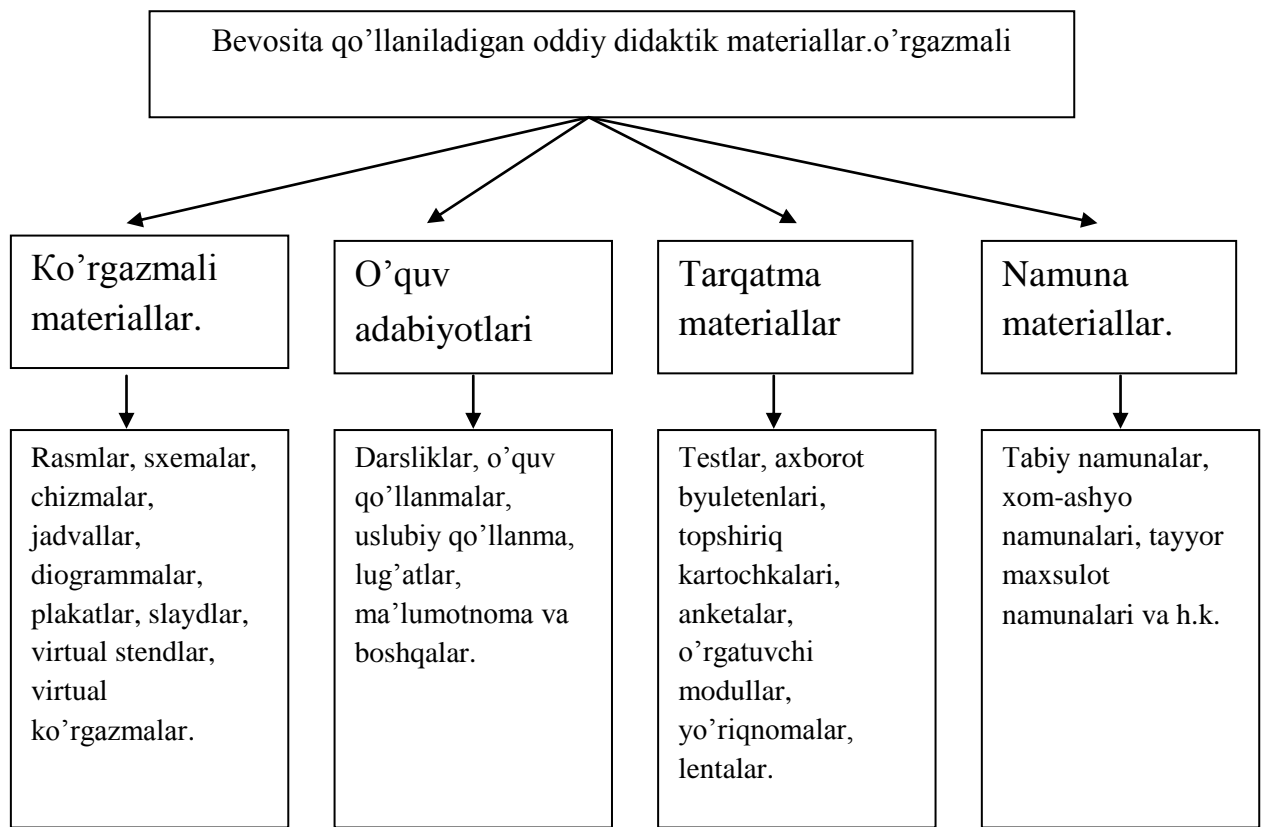 Bevosita qo’llaniladigan oddiy didaktik materiallar.o’rgazmali
Ko’rgazmali
materiallar.
O’quv
adabiyotlari
Tarqatma
materiallar
Namuna
materiallar.
Rasmlar, sxemalar,
chizmalar,
jadvallar,
diogrammalar,
plakatlar, slaydlar,
virtual stendlar,
virtual
ko’rgazmalar.
Darsliklar, o’quv
qo’llanmalar,
uslubiy qo’llanma,
lug’atlar,
ma’lumotnoma va
boshqalar.
Testlar, axborot
byuletenlari,
topshiriq
kartochkalari,
anketalar,
o’rgatuvchi
modullar,
yo’riqnomalar,
lentalar.
Tabiy namunalar,
xom-ashyo
namunalari, tayyor
maxsulot
namunalari va h.k.